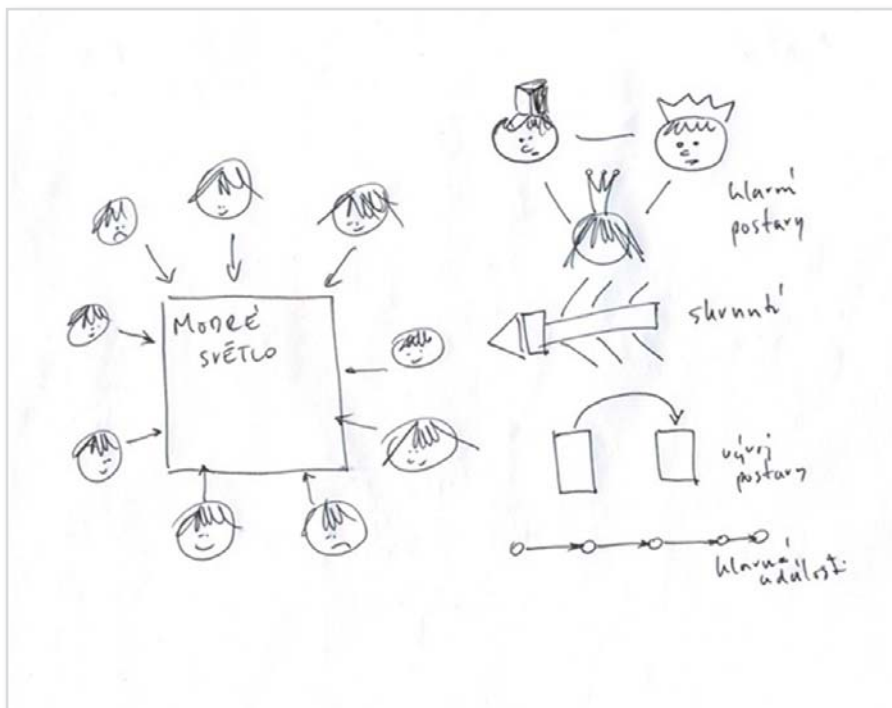 MODRÉ
SVĚTLO
hlavní
postavy
shrnutí
vývoj
postavy
hlavní
události